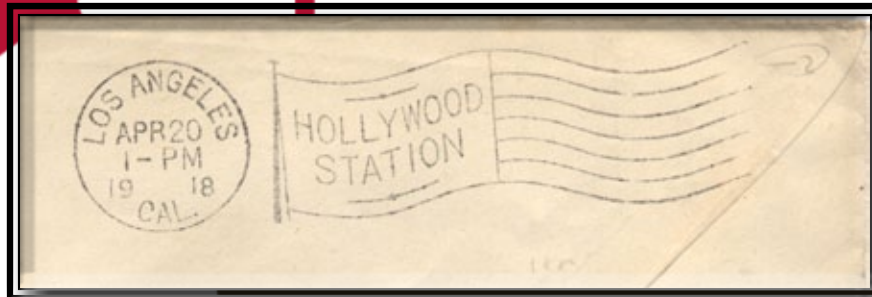 LOS ANGELES
APR 20
1-PM
19 18
CAL.
HOLLYWOOD
STATION